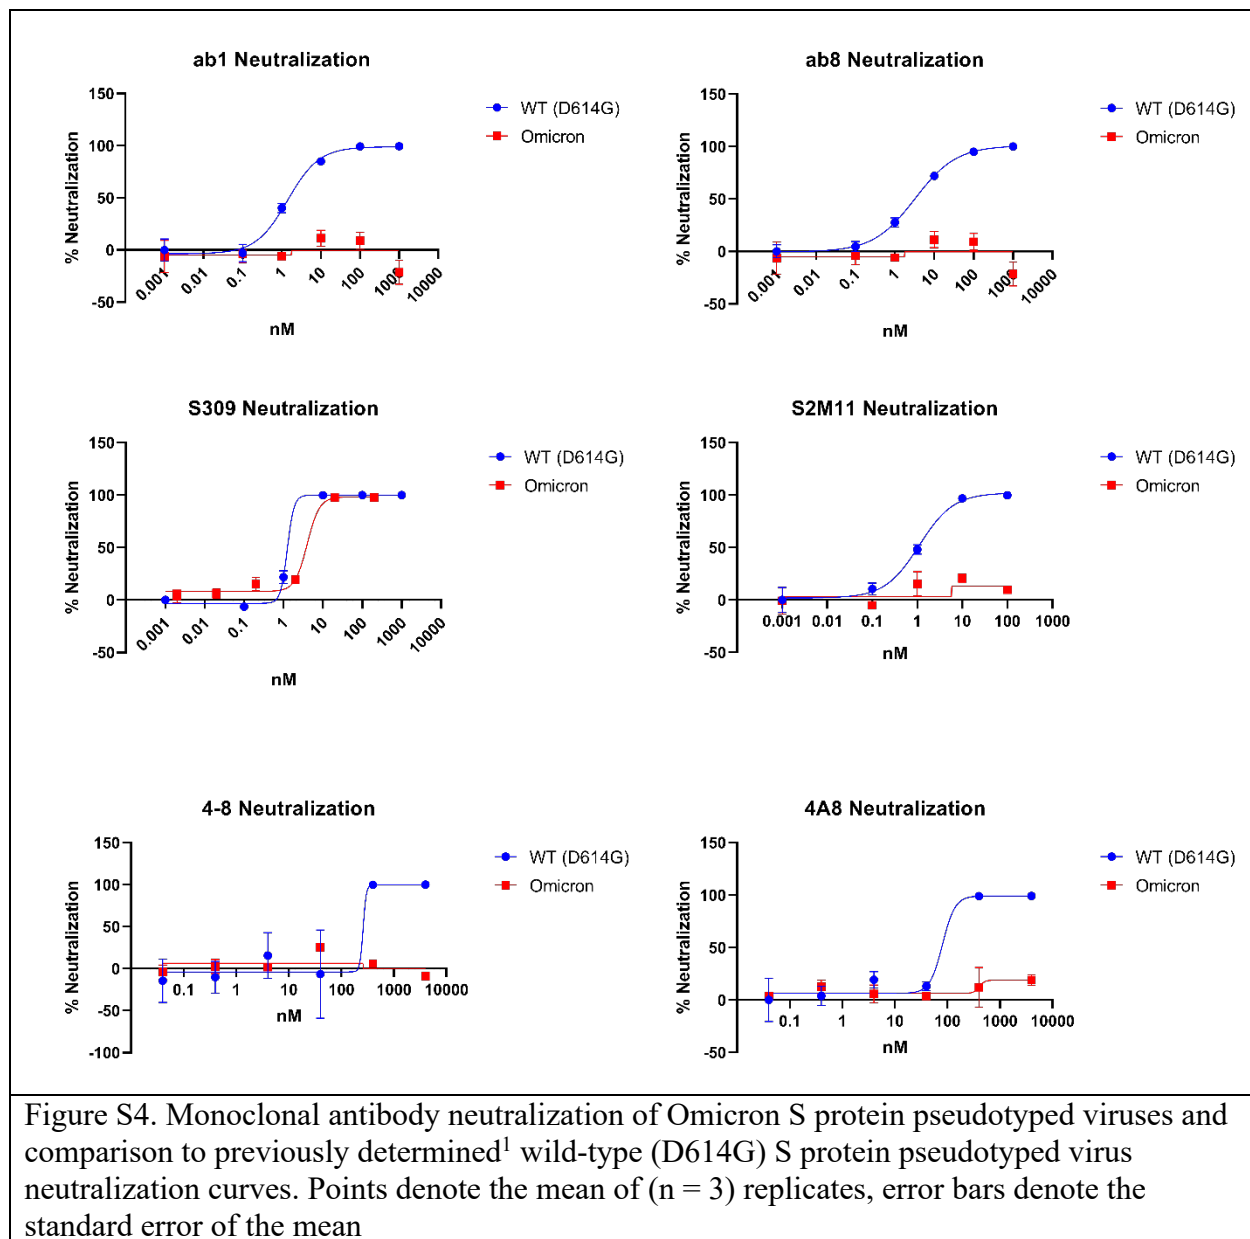 ab1 Neutralization
150
100
50
0
-50
% Neutralization
0.001
0.01
0.1
1
10
100
1000
10000
nM
WT (D614G)
Omicron
ab8 Neutralization
150
100
50
0
-50
% Neutralization
0.001
0.01
0.1
1
10
100
1000
10000
nM
WT (D614G)
Omicron
S309 Neutralization
150
100
50
0
-50
% Neutralization
0.001
0.01
0.1
1
10
100
1000
10000
nM
WT (D614G)
Omicron
S2M11 Neutralization
150
100
50
0
-50
% Neutralization
0.001
0.01
0.1
1
10
100
1000
nM
WT (D614G)
Omicron
4-8 Neutralization
150
100
50
0
-50
-100
% Neutralization
0.1
1
10
100
1000
10000
nM
WT (D614G)
Omicron
4A8 Neutralization
150
100
50
0
-50
% Neutralization
0.1
1
10
100
1000
10000
nM
WT (D614G)
Omicron
Figure S4. Monoclonal antibody neutralization of Omicron S protein pseudotyped viruses and
comparison to previously determined¹ wild-type (D614G) S protein pseudotyped virus
neutralization curves. Points denote the mean of (n = 3) replicates, error bars denote the
standard error of the mean